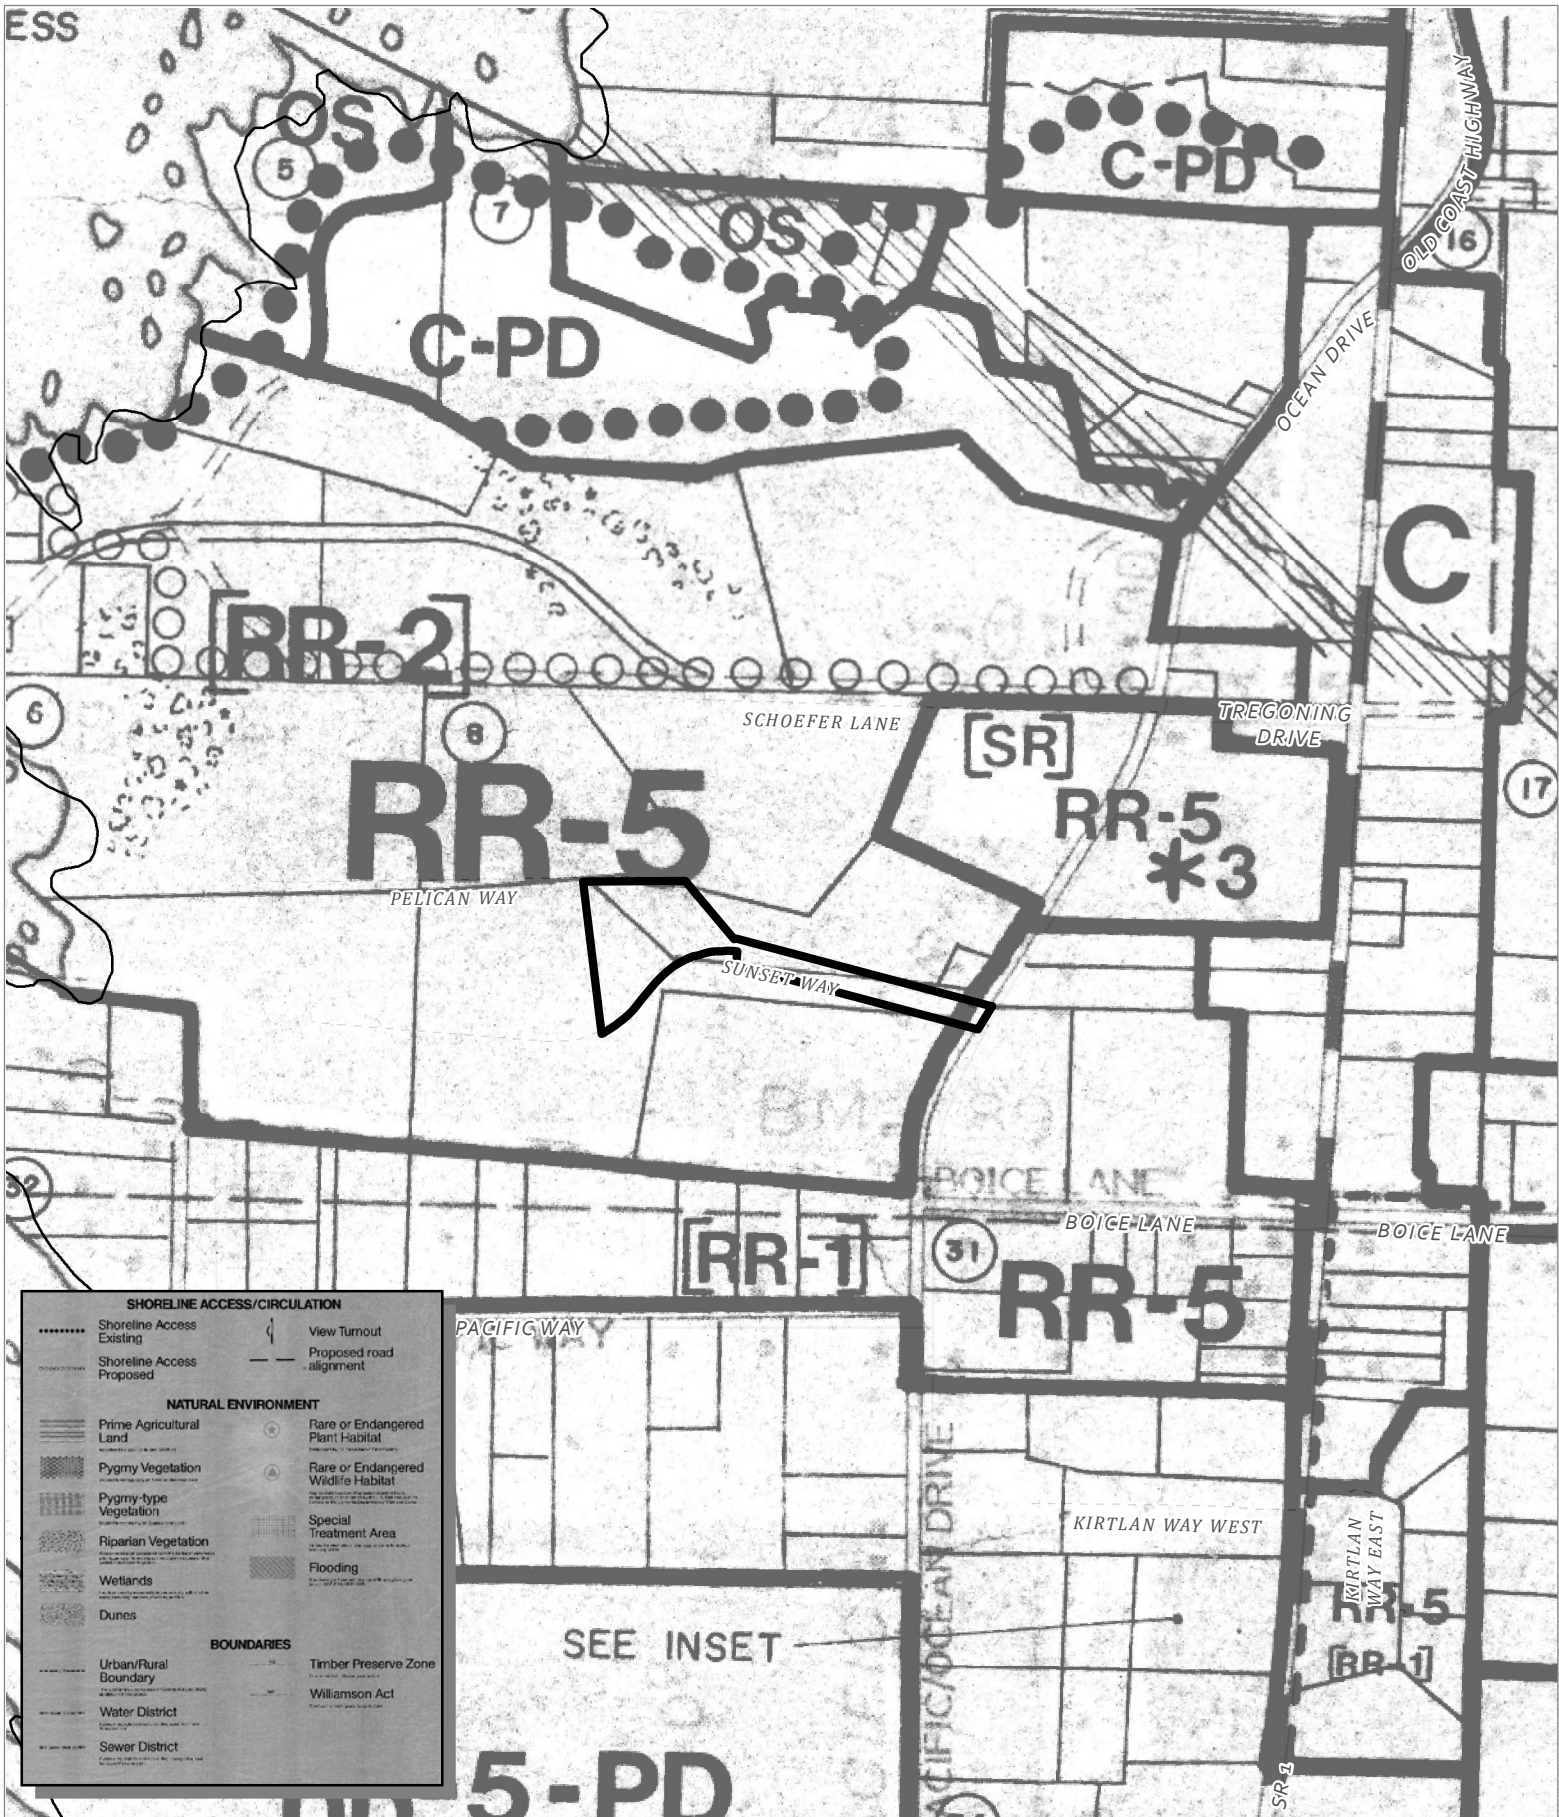 ESS
OS
5
C-PD
7
OS
OLD COAST HIGHWAY
16
C-PD
OCEAN DRIVE
C
[RR-2]
6
8
SCHOEFER LANE
TREGONING
DRIVE
[SR]
17
RR-5
RR-5
*3
PELICAN WAY
SUNSET WAY
BOICE LANE
BOICE LANE
BOICE LANE
[RR-1]
31
RR-5
PACIFIC WAY
SHORELINE ACCESS/CIRCULATION
Shoreline Access
Existing
View Turnout
Shoreline Access
Proposed
Proposed road
alignment
NATURAL ENVIRONMENT
Prime Agricultural
Land
Rare or Endangered
Plant Habitat
Pygmy Vegetation
Rare or Endangered
Wildlife Habitat
Pygmy-type
Vegetation
Special
Treatment Area
Riparian Vegetation
Flooding
Wetlands
Dunes
BOUNDARIES
Urban/Rural
Boundary
Timber Preserve Zone
Williamson Act
Water District
Sewer District
CIFIC/OCEAN DRIVE
KIRTLAN WAY WEST
KIRTLAN
WAY EAST
RR-5
[RR-1]
SEE INSET
5-PD
SR 1